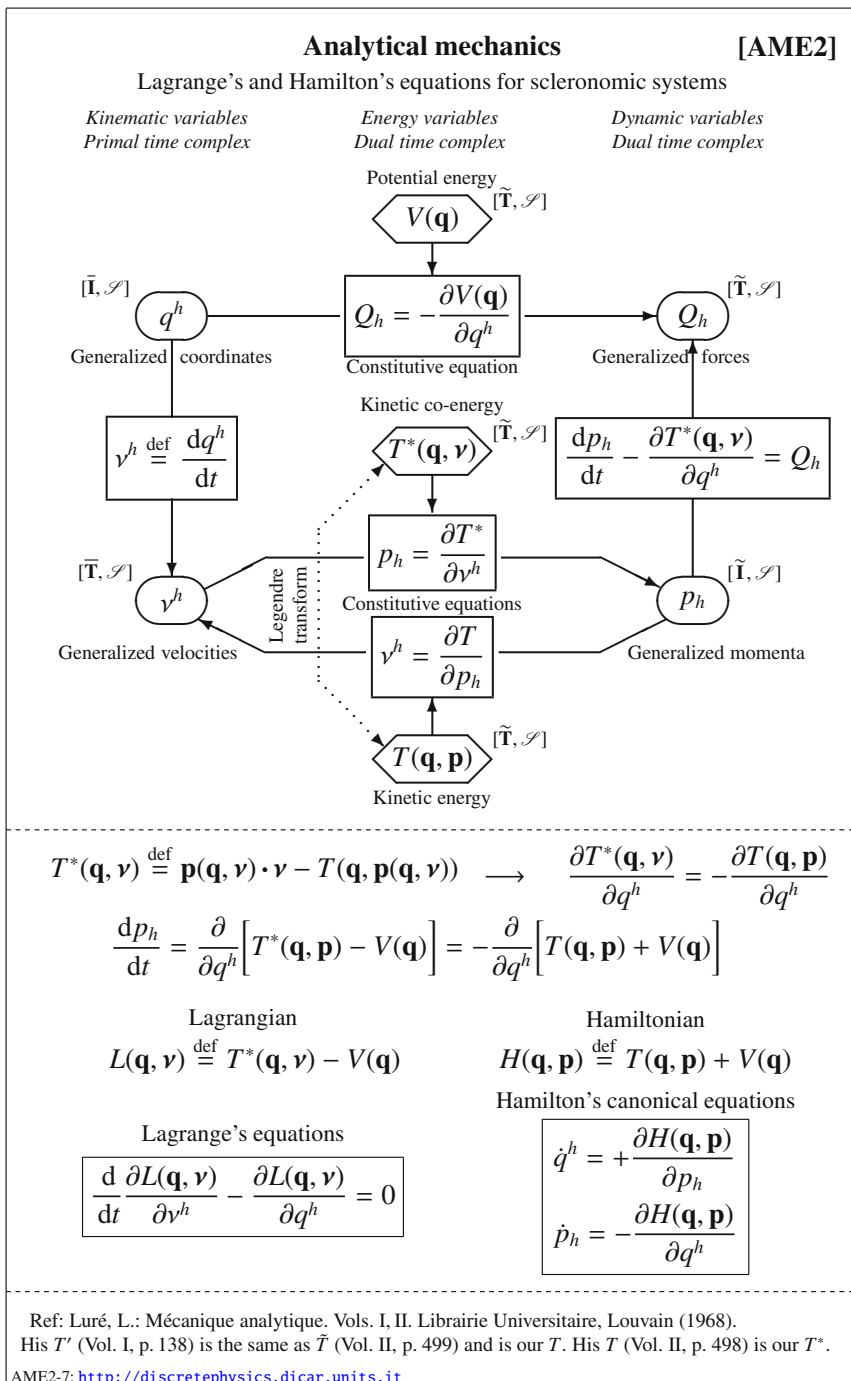 Analytical mechanics [AME2]
Lagrange's and Hamilton's equations for scleronomic systems
Kinematic variables Energy variables Dynamic variables
Primal time complex Dual time complex Dual time complex
Potential energy
V(𝐪) [𝐓̃, 𝒮]
[𝐈̄, 𝒮] q^h
Q_h = −∂V(𝐪)/∂q^h
[𝐓̃, 𝒮] Q_h
Generalized coordinates
Constitutive equation
Generalized forces
Kinetic co-energy
T*(𝐪, 𝝂) [𝐓̃, 𝒮]
ν^h def= dq^h/dt
dp_h/dt − ∂T*(𝐪, 𝝂)/∂q^h = Q_h
p_h = ∂T*/∂ν^h
[𝐓̄, 𝒮] ν^h
[𝐈̃, 𝒮] p_h
Legendre
transform
Constitutive equations
Generalized velocities
ν^h = ∂T/∂p_h
Generalized momenta
T(𝐪, 𝐩) [𝐓̃, 𝒮]
Kinetic energy
T*(𝐪, 𝝂) def= 𝐩(𝐪, 𝝂) · 𝝂 − T(𝐪, 𝐩(𝐪, 𝝂)) ⟶ ∂T*(𝐪, 𝝂)/∂q^h = −∂T(𝐪, 𝐩)/∂q^h
dp_h/dt = ∂/∂q^h [T*(𝐪, 𝐩) − V(𝐪)] = −∂/∂q^h [T(𝐪, 𝐩) + V(𝐪)]
Lagrangian Hamiltonian
L(𝐪, 𝝂) def= T*(𝐪, 𝝂) − V(𝐪) H(𝐪, 𝐩) def= T(𝐪, 𝐩) + V(𝐪)
Hamilton's canonical equations
Lagrange's equations
d/dt ∂L(𝐪, 𝝂)/∂ν^h − ∂L(𝐪, 𝝂)/∂q^h = 0
q̇^h = +∂H(𝐪, 𝐩)/∂p_h
ṗ_h = −∂H(𝐪, 𝐩)/∂q^h
Ref: Luré, L.: Mécanique analytique. Vols. I, II. Librairie Universitaire, Louvain (1968).
His T′ (Vol. I, p. 138) is the same as T̃ (Vol. II, p. 499) and is our T. His T (Vol. II, p. 498) is our T*.
AME2-7: http://discretephysics.dicar.units.it